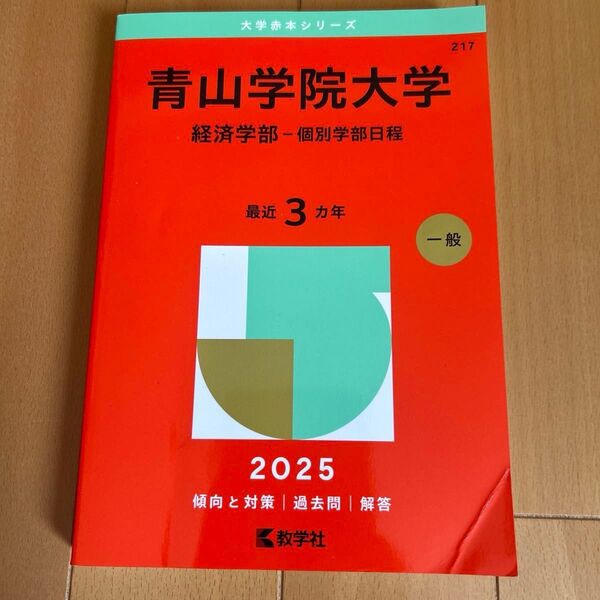 大学赤本シリーズ
217
青山学院大学
経済学部－個別学部日程
最近3カ年
一般
2025
傾向と対策｜過去問｜解答
教学社